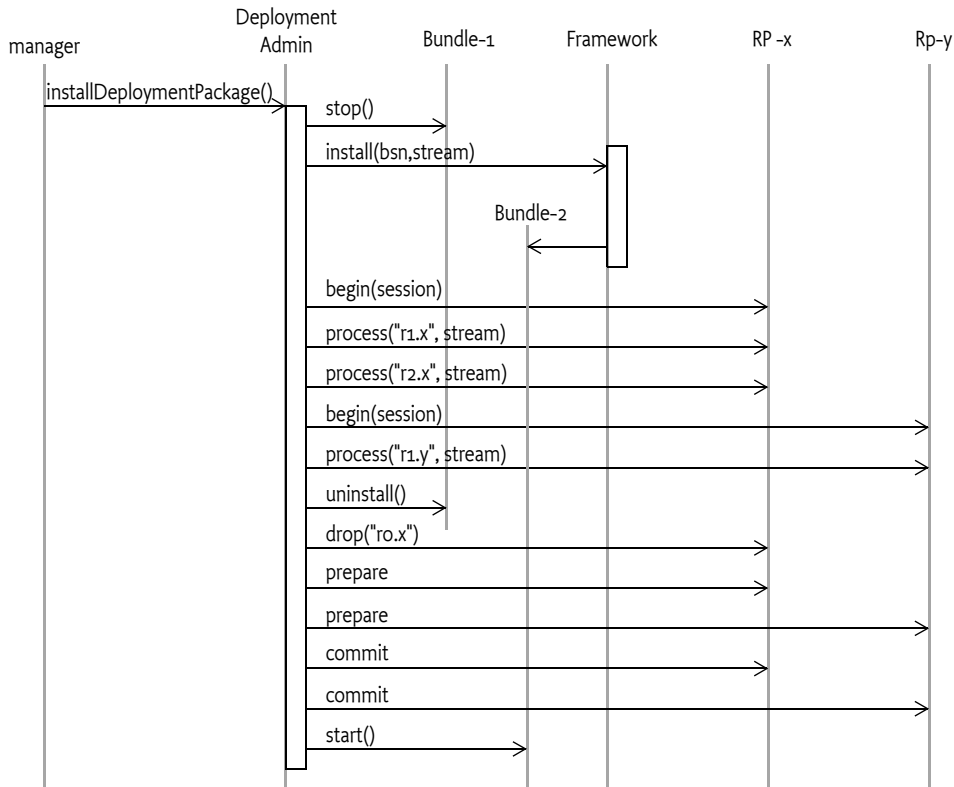 Deployment
manager Admin Bundle-1 Framework RP -x Rp-y
installDeploymentPackage()
stop()
install(bsn,stream)
Bundle-2
begin(session)
process("r1.x", stream)
process("r2.x", stream)
begin(session)
process("r1.y", stream)
uninstall()
drop("r0.x")
prepare
prepare
commit
commit
start()